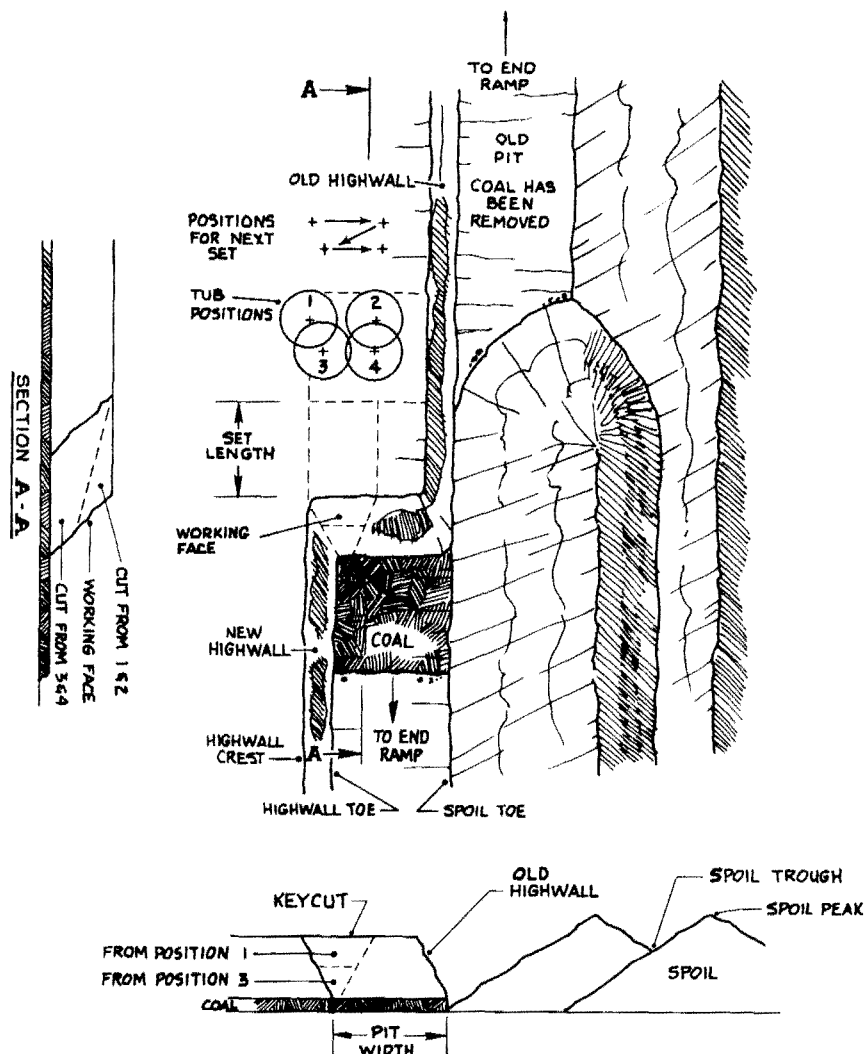 TO END
RAMP
A
OLD
PIT
COAL HAS
BEEN
REMOVED
OLD HIGHWALL
POSITIONS
FOR NEXT
SET
TUB
POSITIONS
1
2
3
4
SET
LENGTH
WORKING
FACE
COAL
NEW
HIGHWALL
HIGHWALL
CREST
A
TO END
RAMP
HIGHWALL TOE
SPOIL TOE
SECTION A-A
CUT FROM 3&4
WORKING FACE
CUT FROM 1&2
KEYCUT
OLD
HIGHWALL
SPOIL TROUGH
SPOIL PEAK
FROM POSITION 1
FROM POSITION 3
SPOIL
COAL
PIT
WIDTH